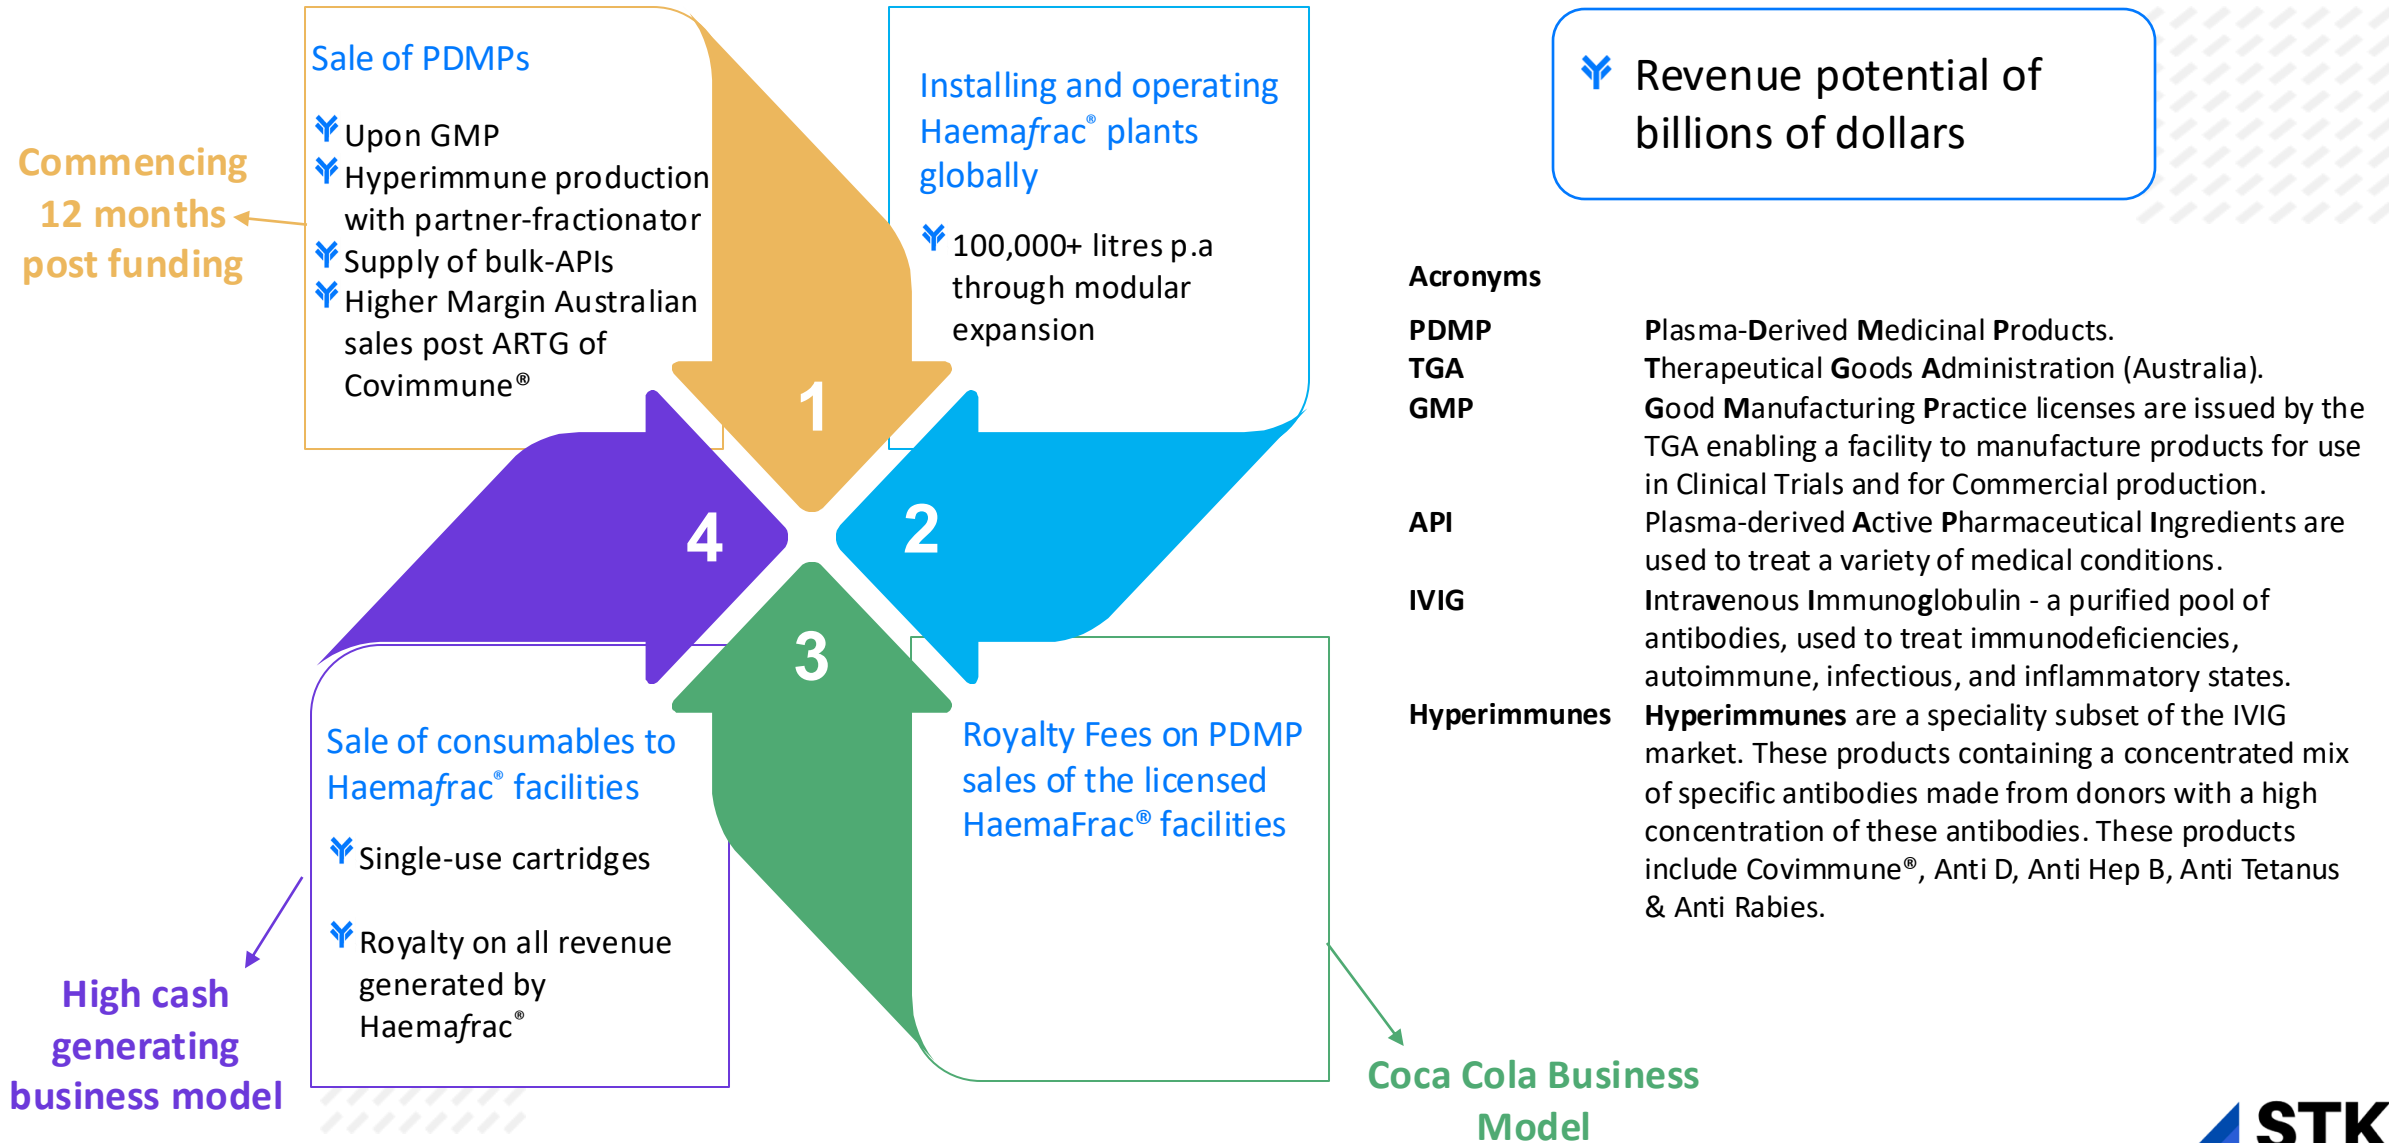 Sale of PDMPs
Upon GMP
Hyperimmune production
with partner-fractionator
Supply of bulk-APIs
Higher Margin Australian
sales post ARTG of
Covimmune®
Commencing
12 months
post funding
1
Installing and operating
Haemafrac® plants
globally
100,000+ litres p.a
through modular
expansion
2
Royalty Fees on PDMP
sales of the licensed
HaemaFrac® facilities
3
Coca Cola Business
Model
4
Sale of consumables to
Haemafrac® facilities
Single-use cartridges
Royalty on all revenue
generated by
Haemafrac®
High cash
generating
business model
Revenue potential of
billions of dollars
Acronyms
PDMP Plasma-Derived Medicinal Products.
TGA Therapeutical Goods Administration (Australia).
GMP Good Manufacturing Practice licenses are issued by the
TGA enabling a facility to manufacture products for use
in Clinical Trials and for Commercial production.
API Plasma-derived Active Pharmaceutical Ingredients are
used to treat a variety of medical conditions.
IVIG Intravenous Immunoglobulin - a purified pool of
antibodies, used to treat immunodeficiencies,
autoimmune, infectious, and inflammatory states.
Hyperimmunes Hyperimmunes are a speciality subset of the IVIG
market. These products containing a concentrated mix
of specific antibodies made from donors with a high
concentration of these antibodies. These products
include Covimmune®, Anti D, Anti Hep B, Anti Tetanus
& Anti Rabies.
STK